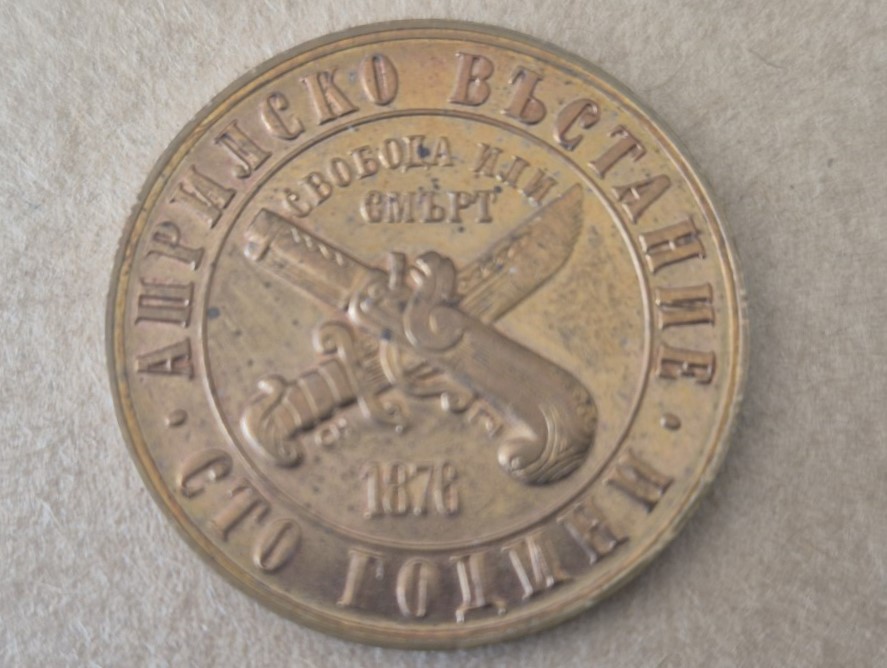 АПРИЛСКО ВЪСТАНИЕ
СВОБОДА ИЛИ
СМЪРТ
1876
· СТО ГОДИНИ ·